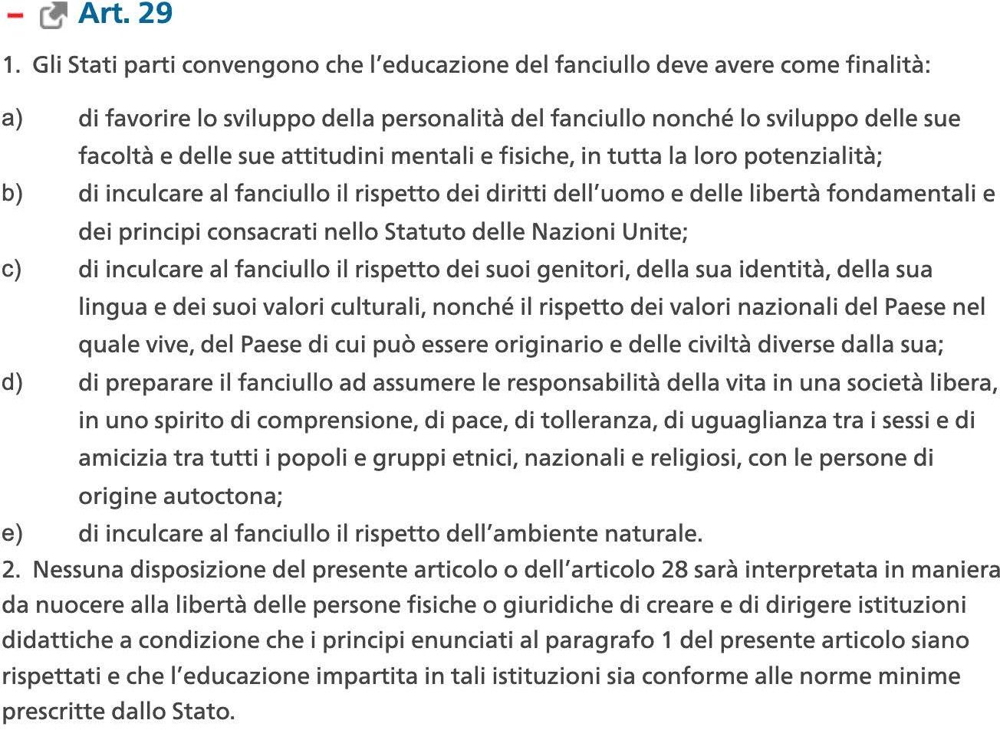 Art. 29
1. Gli Stati parti convengono che l’educazione del fanciullo deve avere come finalità:
a) di favorire lo sviluppo della personalità del fanciullo nonché lo sviluppo delle sue
facoltà e delle sue attitudini mentali e fisiche, in tutta la loro potenzialità;
b) di inculcare al fanciullo il rispetto dei diritti dell’uomo e delle libertà fondamentali e
dei principi consacrati nello Statuto delle Nazioni Unite;
c) di inculcare al fanciullo il rispetto dei suoi genitori, della sua identità, della sua
lingua e dei suoi valori culturali, nonché il rispetto dei valori nazionali del Paese nel
quale vive, del Paese di cui può essere originario e delle civiltà diverse dalla sua;
d) di preparare il fanciullo ad assumere le responsabilità della vita in una società libera,
in uno spirito di comprensione, di pace, di tolleranza, di uguaglianza tra i sessi e di
amicizia tra tutti i popoli e gruppi etnici, nazionali e religiosi, con le persone di
origine autoctona;
e) di inculcare al fanciullo il rispetto dell’ambiente naturale.
2. Nessuna disposizione del presente articolo o dell’articolo 28 sarà interpretata in maniera
da nuocere alla libertà delle persone fisiche o giuridiche di creare e di dirigere istituzioni
didattiche a condizione che i principi enunciati al paragrafo 1 del presente articolo siano
rispettati e che l’educazione impartita in tali istituzioni sia conforme alle norme minime
prescritte dallo Stato.